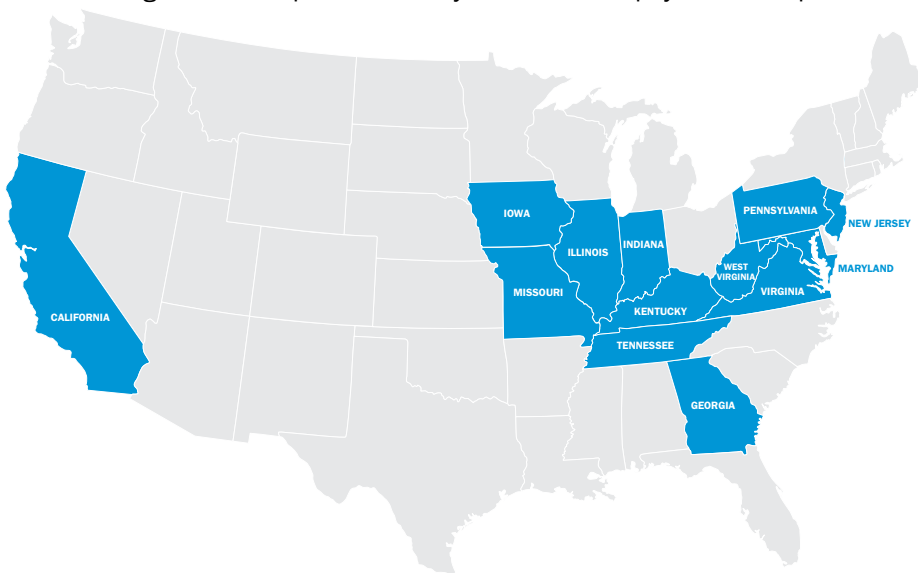 IOWA
PENNSYLVANIA
NEW JERSEY
ILLINOIS
INDIANA
WEST
VIRGINIA
MARYLAND
MISSOURI
VIRGINIA
CALIFORNIA
KENTUCKY
TENNESSEE
GEORGIA